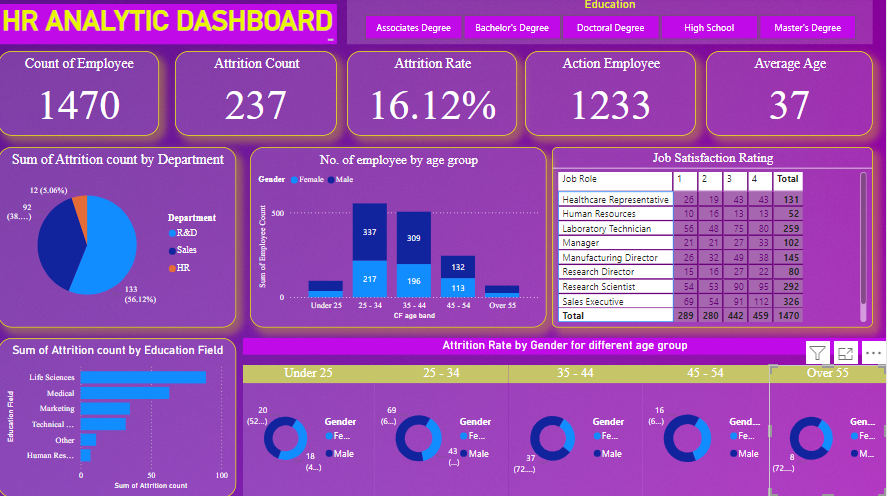 HR ANALYTIC DASHBOARD
Education
Associates Degree Bachelor's Degree Doctoral Degree High School Master's Degree
Count of Employee
1470
Attrition Count
237
Attrition Rate
16.12%
Action Employee
1233
Average Age
37
Sum of Attrition count by Department
12 (5.06%)
92
(38....)
133
(56.12%)
Department
R&D
Sales
HR
No. of employee by age group
Gender Female Male
Sum of Employee Count
500
0
337
217
309
196
132
113
Under 25 25 - 34 35 - 44 45 - 54 Over 55
CF age band
Job Satisfaction Rating
Job Role 1 2 3 4 Total
Healthcare Representative 26 19 43 43 131
Human Resources 10 16 13 13 52
Laboratory Technician 56 48 75 80 259
Manager 21 21 27 33 102
Manufacturing Director 26 32 49 38 145
Research Director 15 16 27 22 80
Research Scientist 54 53 90 95 292
Sales Executive 69 54 91 112 326
Total 289 280 442 459 1470
Sum of Attrition count by Education Field
Education Field
Life Sciences
Medical
Marketing
Technical ...
Other
Human Res...
0 50 100
Sum of Attrition count
Attrition Rate by Gender for different age group
Under 25
20
(52...)
18
(4...)
Gender
Fe...
Male
25 - 34
69
(6...)
43
(...)
Gender
Fe...
Male
35 - 44
37
(72....)
Gender
Fe...
Male
45 - 54
16
(6...)
Gend...
Fe...
Male
Over 55
8
(72....)
Gen...
Fe...
M...